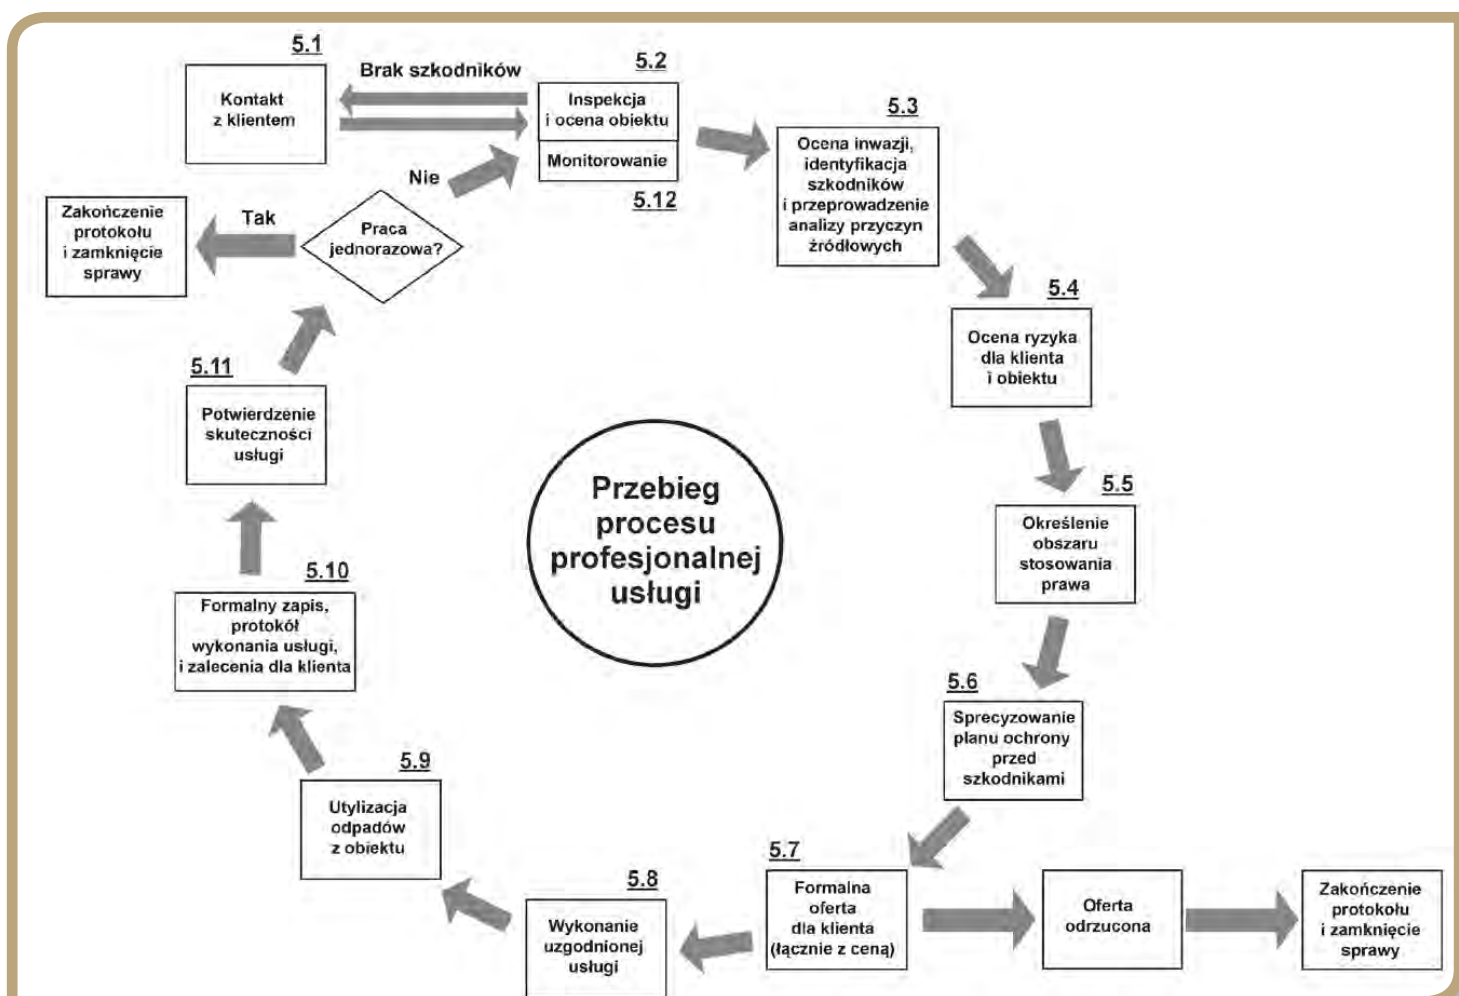 5.1
Kontakt
z klientem
Brak szkodników
5.2
Inspekcja
i ocena obiektu
Monitorowanie
5.12
5.3
Ocena inwazji,
identyfikacja
szkodników
i przeprowadzenie
analizy przyczyn
źródłowych
5.4
Ocena ryzyka
dla klienta
i obiektu
5.5
Określenie
obszaru
stosowania
prawa
5.6
Sprecyzowanie
planu ochrony
przed
szkodnikami
5.7
Formalna
oferta
dla klienta
(łącznie z ceną)
Oferta
odrzucona
Zakończenie
protokołu
i zamknięcie
sprawy
5.8
Wykonanie
uzgodnionej
usługi
5.9
Utylizacja
odpadów
z obiektu
5.10
Formalny zapis,
protokół
wykonania usługi,
i zalecenia dla klienta
5.11
Potwierdzenie
skuteczności
usługi
Praca
jednorazowa?
Nie
Tak
Zakończenie
protokołu
i zamknięcie
sprawy
Przebieg
procesu
profesjonalnej
usługi